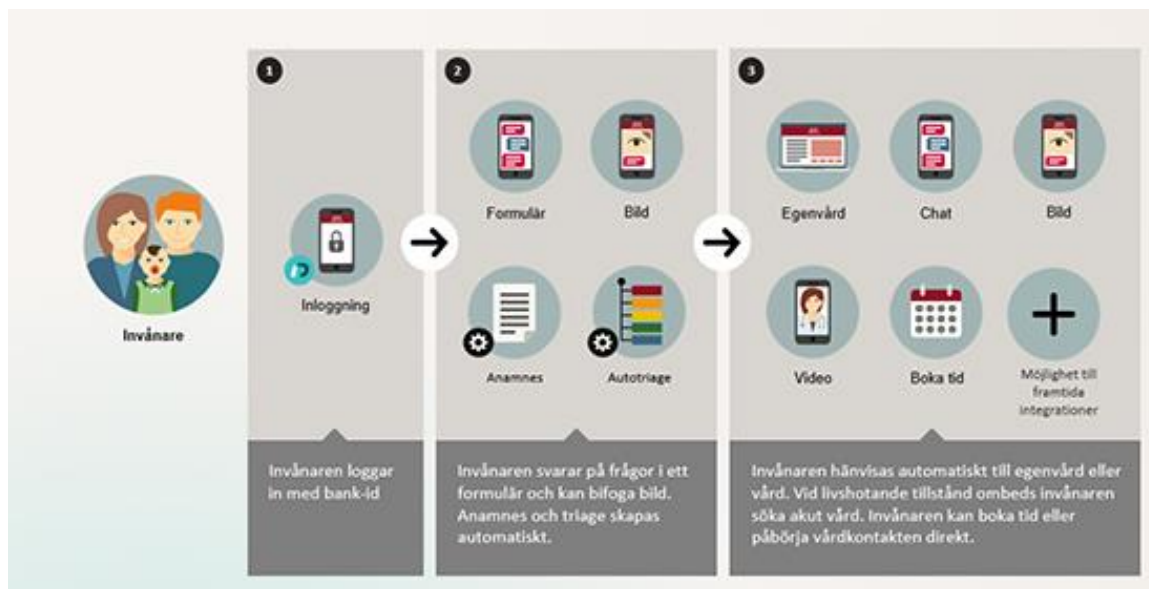 1
2
3
Invånare
Inloggning
Formulär
Bild
Anamnes
Autotriage
Egenvård
Chat
Bild
Video
Boka tid
Möjlighet till
framtida
integrationer
Invånaren loggar
in med bank-id
Invånaren svarar på frågor i ett
formulär och kan bifoga bild.
Anamnes och triage skapas
automatiskt.
Invånaren hänvisas automatiskt till egenvård eller
vård. Vid livshotande tillstånd ombeds invånaren
söka akut vård. Invånaren kan boka tid eller
påbörja vårdkontakten direkt.